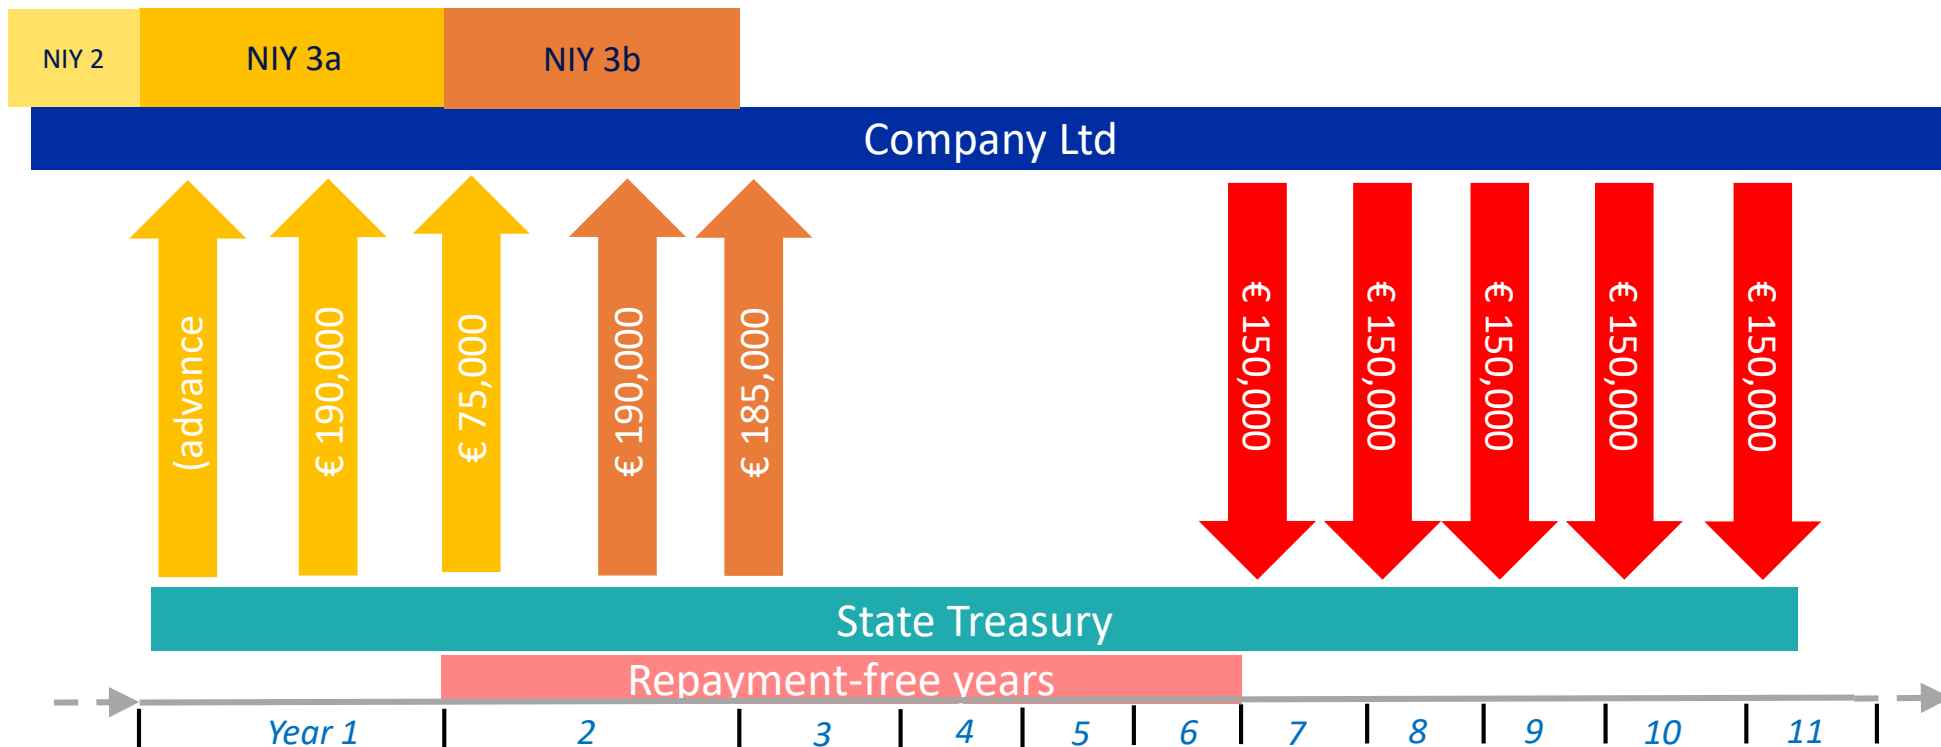 NIY 2
NIY 3a
NIY 3b
Company Ltd
(advance
€ 190,000
€ 75,000
€ 190,000
€ 185,000
€ 150,000
€ 150,000
€ 150,000
€ 150,000
€ 150,000
State Treasury
Repayment-free years
Year 1
2
3
4
5
6
7
8
9
10
11